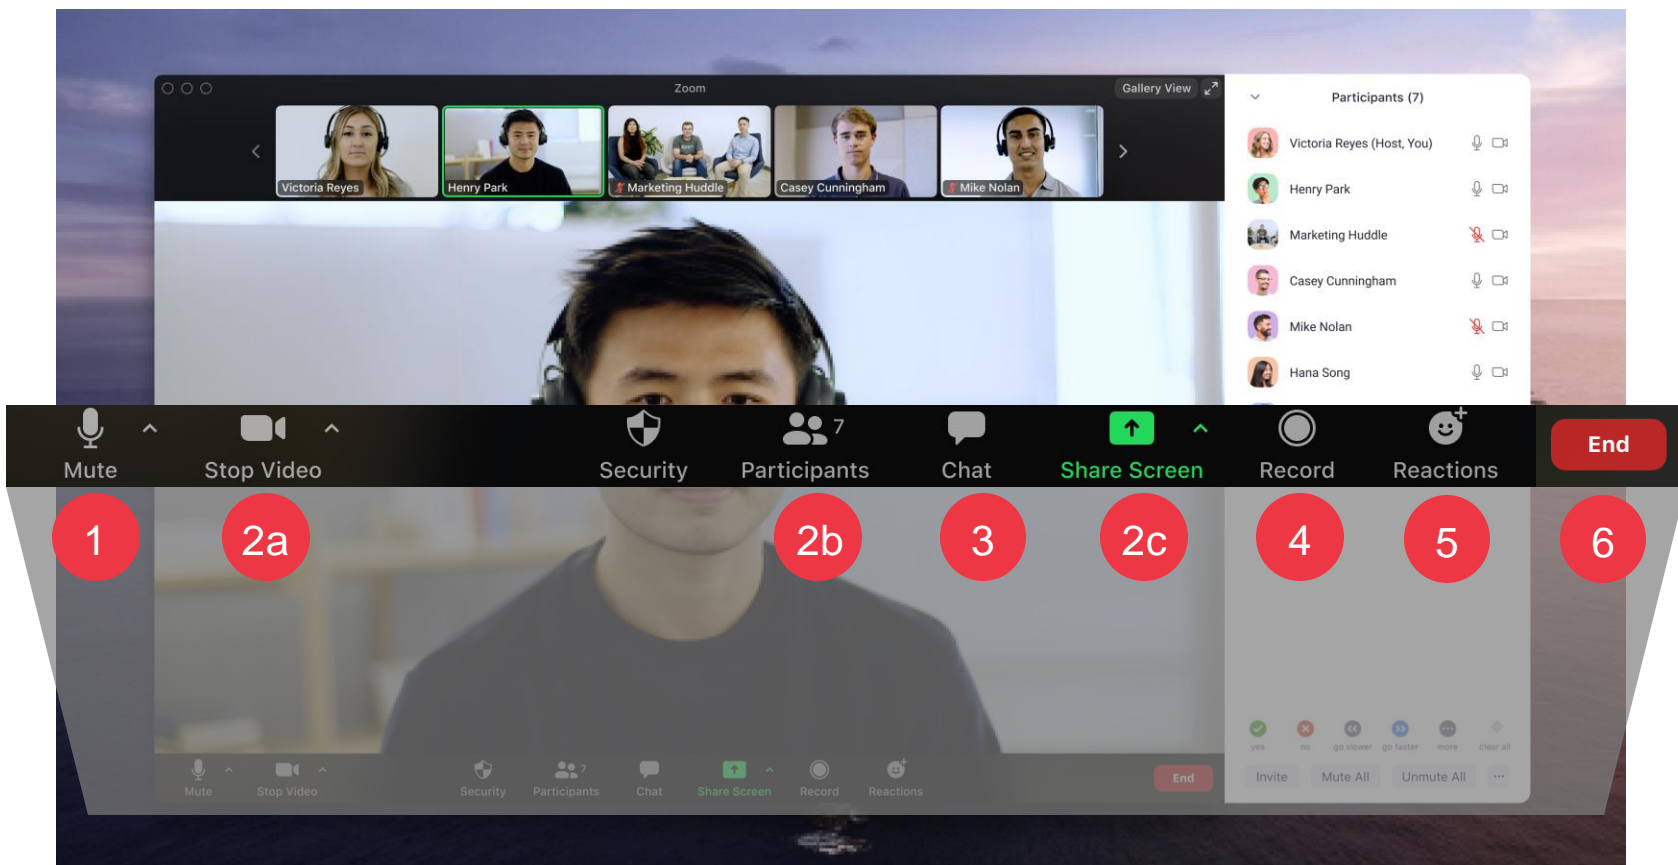 Zoom
Gallery View
Victoria Reyes
Henry Park
Marketing Huddle
Casey Cunningham
Mike Nolan
Participants (7)
Victoria Reyes (Host, You)
Henry Park
Marketing Huddle
Casey Cunningham
Mike Nolan
Hana Song
7
Mute
Stop Video
Security
Participants
Chat
Share Screen
Record
Reactions
End
1
2a
2b
3
2c
4
5
6
yes
no
go slower
go faster
more
clear all
Invite
Mute All
Unmute All
7
Mute
Stop Video
Security
Participants
Chat
Share Screen
Record
Reactions
End